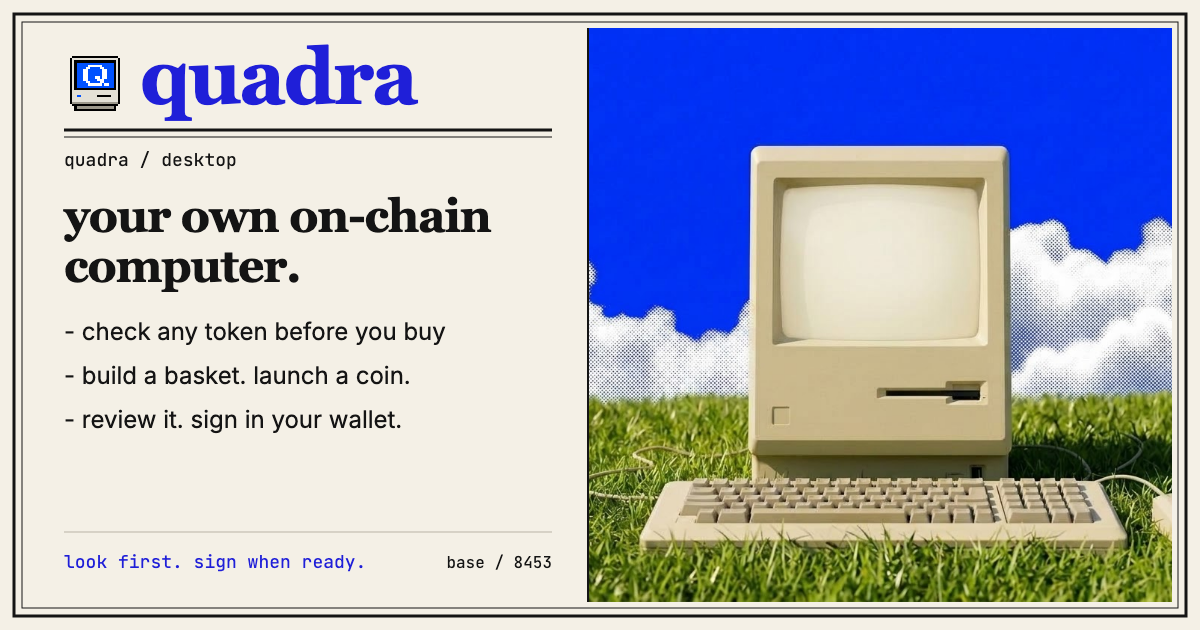 Q
quadra
quadra / desktop
your own on-chain
computer.
- check any token before you buy
- build a basket. launch a coin.
- review it. sign in your wallet.
look first. sign when ready.
base / 8453